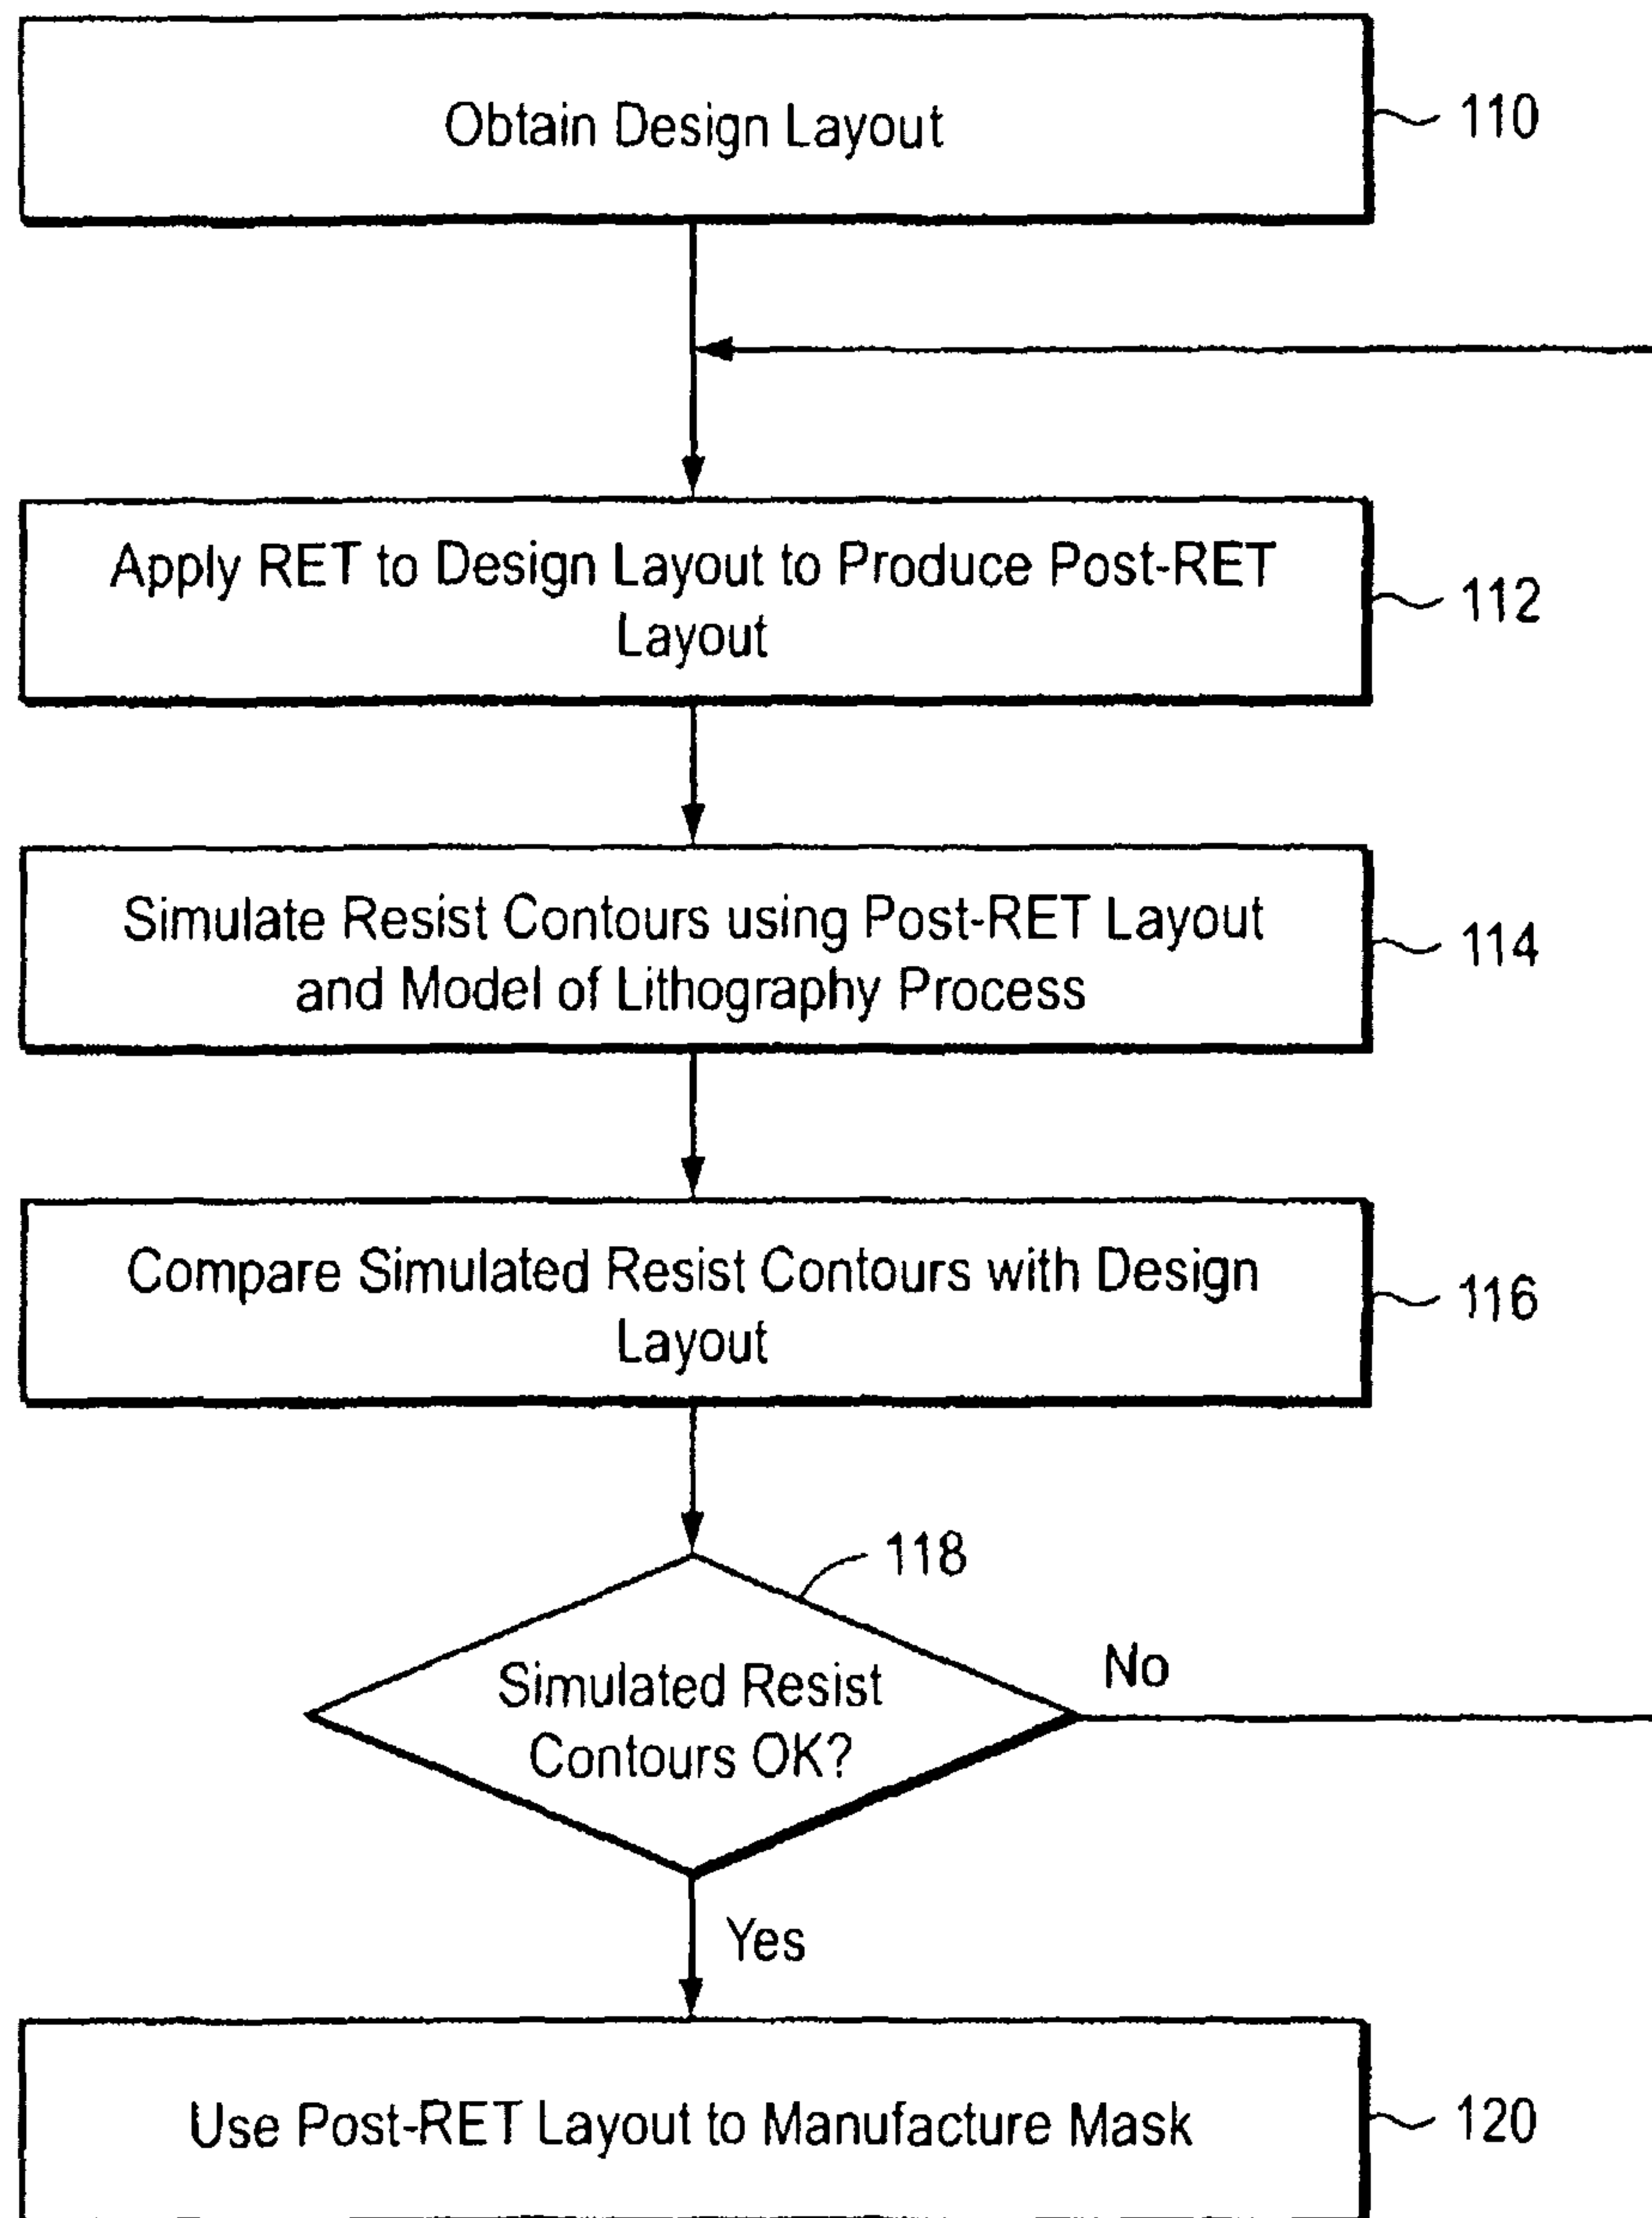 Obtain Design Layout
110
Apply RET to Design Layout to Produce Post-RET
Layout
112
Simulate Resist Contours using Post-RET Layout
and Model of Lithography Process
114
Compare Simulated Resist Contours with Design
Layout
116
118
Simulated Resist
Contours OK?
No
Yes
Use Post-RET Layout to Manufacture Mask
120